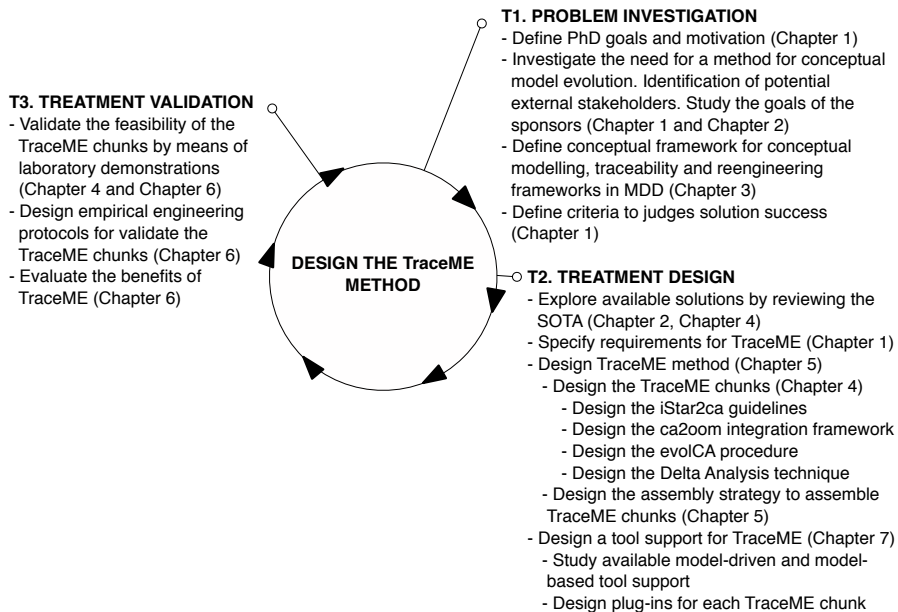 T1. PROBLEM INVESTIGATION
- Define PhD goals and motivation (Chapter 1)
- Investigate the need for a method for conceptual
model evolution. Identification of potential
external stakeholders. Study the goals of the
sponsors (Chapter 1 and Chapter 2)
- Define conceptual framework for conceptual
modelling, traceability and reengineering
frameworks in MDD (Chapter 3)
- Define criteria to judges solution success
(Chapter 1)
T3. TREATMENT VALIDATION
- Validate the feasibility of the
TraceME chunks by means of
laboratory demonstrations
(Chapter 4 and Chapter 6)
- Design empirical engineering
protocols for validate the
TraceME chunks (Chapter 6)
- Evaluate the benefits of
TraceME (Chapter 6)
DESIGN THE TraceME
METHOD
T2. TREATMENT DESIGN
- Explore available solutions by reviewing the
SOTA (Chapter 2, Chapter 4)
- Specify requirements for TraceME (Chapter 1)
- Design TraceME method (Chapter 5)
- Design the TraceME chunks (Chapter 4)
- Design the iStar2ca guidelines
- Design the ca2oom integration framework
- Design the evolCA procedure
- Design the Delta Analysis technique
- Design the assembly strategy to assemble
TraceME chunks (Chapter 5)
- Design a tool support for TraceME (Chapter 7)
- Study available model-driven and model-
based tool support
- Design plug-ins for each TraceME chunk